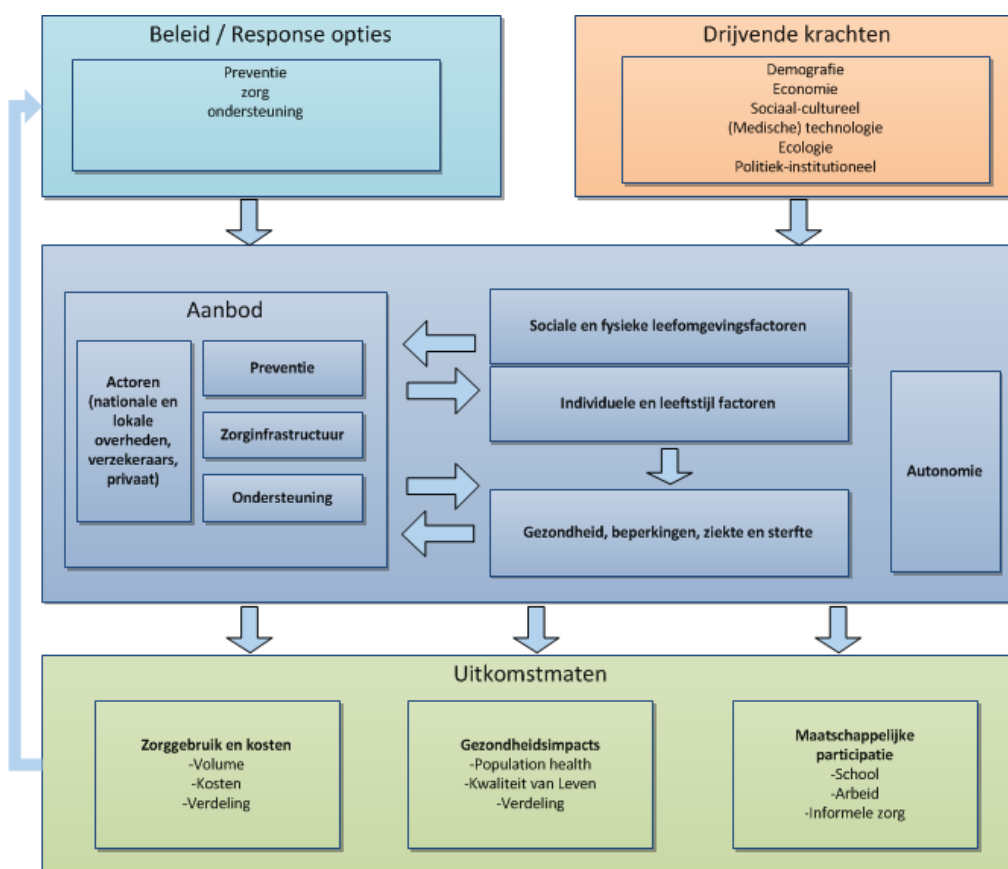 Beleid / Response opties
Preventie
zorg
ondersteuning
Drijvende krachten
Demografie
Economie
Sociaal-cultureel
(Medische) technologie
Ecologie
Politiek-institutioneel
Aanbod
Actoren
(nationale en
lokale
overheden,
verzekeraars,
privaat)
Preventie
Zorginfrastructuur
Ondersteuning
Sociale en fysieke leefomgevingsfactoren
Individuele en leeftstijl factoren
Gezondheid, beperkingen, ziekte en sterfte
Autonomie
Uitkomstmaten
Zorggebruik en kosten
-Volume
-Kosten
-Verdeling
Gezondheidsimpacts
-Population health
-Kwaliteit van Leven
-Verdeling
Maatschappelijke
participatie
-School
-Arbeid
-Informele zorg